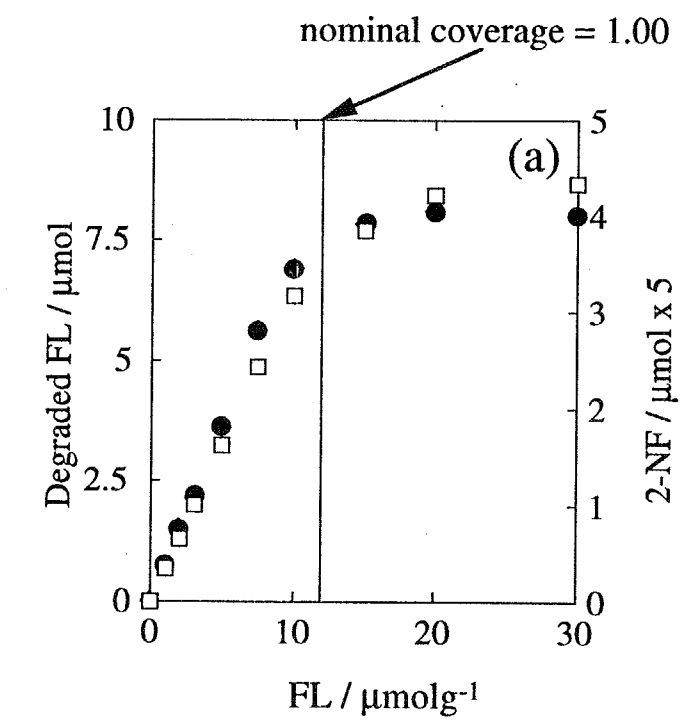 nominal coverage = 1.00
(a)
Degraded FL / μmol
10
7.5
5
2.5
0
5
4
3
2
1
0
2-NF / μmol x 5
0 10 20 30
FL / μmolg⁻¹